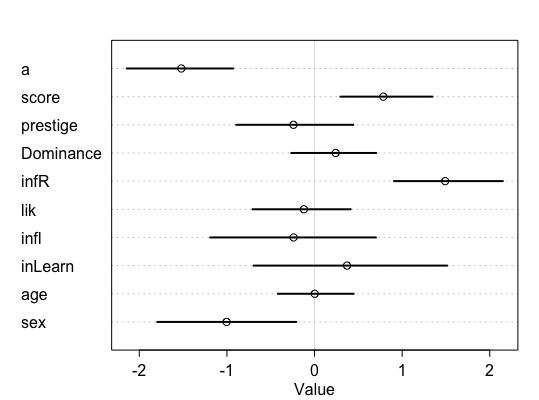 a
score
prestige
Dominance
infR
lik
infl
inLearn
age
sex
-2 -1 0 1 2
Value